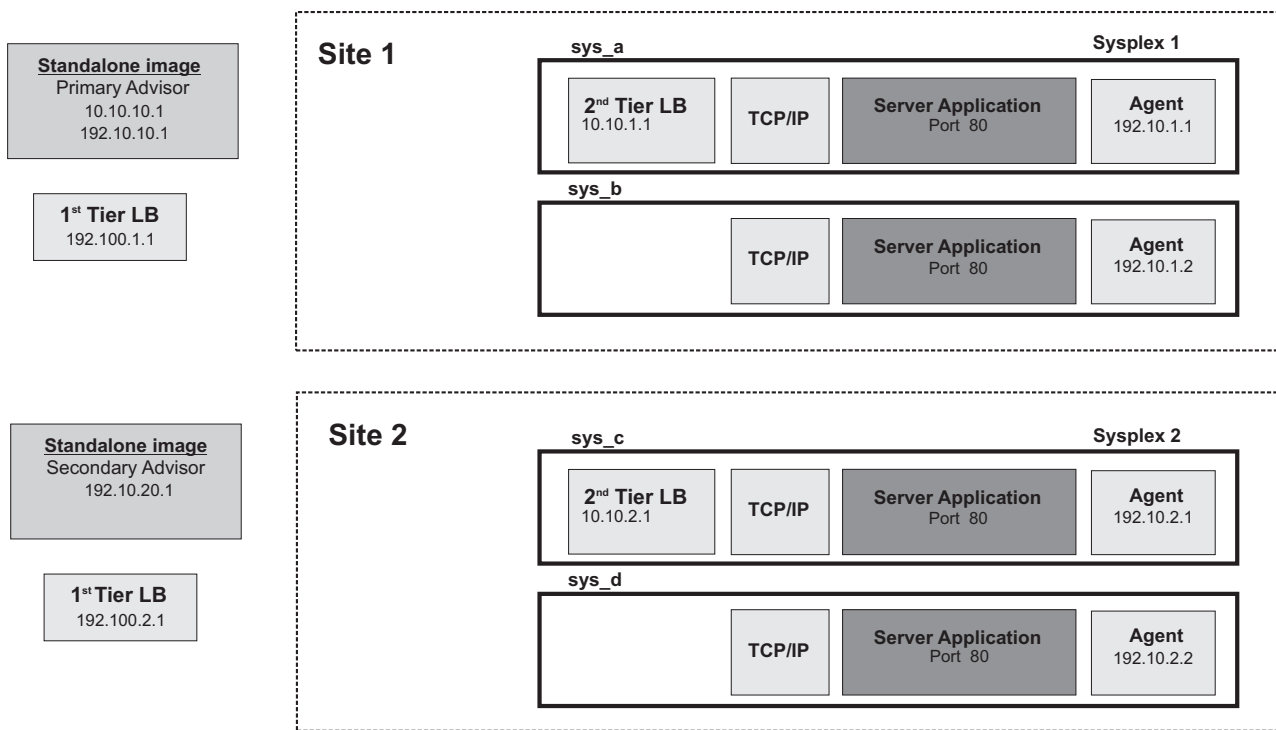 Standalone image
Primary Advisor
10.10.10.1
192.10.10.1
1st Tier LB
192.100.1.1
Site 1
sys_a
Sysplex 1
2nd Tier LB
10.10.1.1
TCP/IP
Server Application
Port 80
Agent
192.10.1.1
sys_b
TCP/IP
Server Application
Port 80
Agent
192.10.1.2
Standalone image
Secondary Advisor
192.10.20.1
1st Tier LB
192.100.2.1
Site 2
sys_c
Sysplex 2
2nd Tier LB
10.10.2.1
TCP/IP
Server Application
Port 80
Agent
192.10.2.1
sys_d
TCP/IP
Server Application
Port 80
Agent
192.10.2.2